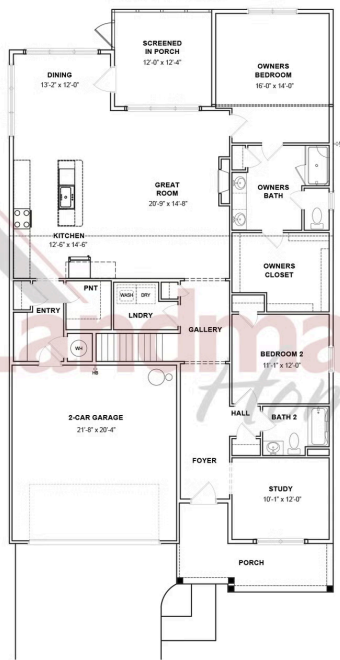 SCREENED
IN PORCH
12'-0" x 12'-4"
OWNERS
BEDROOM
16'-0" x 14'-0"
DINING
13'-2" x 12'-0"
GREAT
ROOM
20'-9" x 14'-8"
OWNERS
BATH
KITCHEN
12'-6" x 14'-6"
OWNERS
CLOSET
PNT
WASH DRY
ENTRY
LNDRY
GALLERY
WH
HB
Landma
Hom
BEDROOM 2
11'-1" x 12'-0"
2-CAR GARAGE
21'-8" x 20'-4"
HALL
BATH 2
FOYER
STUDY
10'-1" x 12'-0"
PORCH